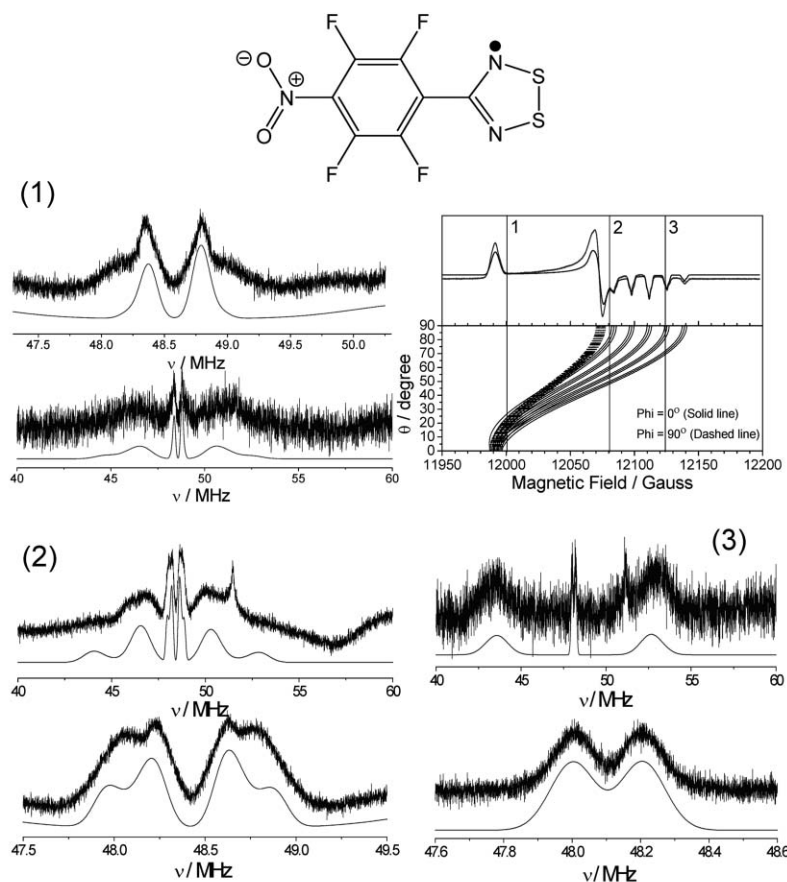 F F
⊖ O N ⊕ N • S
O N S
F F
(1)
47.5 48.0 48.5 49.0 49.5 50.0
ν / MHz
40 45 50 55 60
ν / MHz
1 2 3
90
80
70
60
50
40
30
20
10
0
θ / degree
Phi = 0° (Solid line)
Phi = 90° (Dashed line)
11950 12000 12050 12100 12150 12200
Magnetic Field / Gauss
(2)
40 45 50 55 60
ν / MHz
47.5 48.0 48.5 49.0 49.5
ν / MHz
(3)
40 45 50 55 60
ν / MHz
47.6 47.8 48.0 48.2 48.4 48.6
ν / MHz